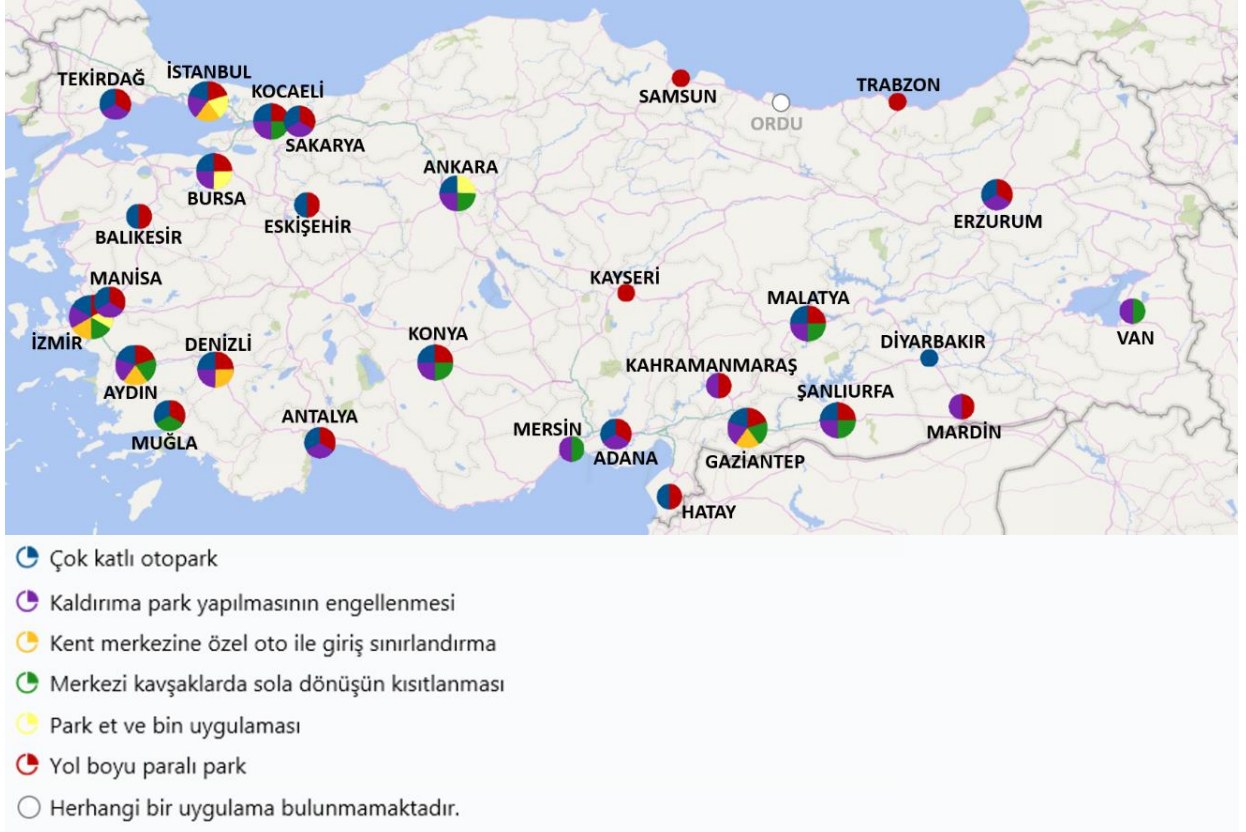 TEKİRDAĞ
İSTANBUL
KOCAELİ
SAKARYA
SAMSUN
ORDU
TRABZON
BURSA
ANKARA
ESKİŞEHİR
BALIKESİR
ERZURUM
MANİSA
KAYSERİ
MALATYA
İZMİR
DENİZLİ
KONYA
DİYARBAKIR
VAN
AYDIN
KAHRAMANMARAŞ
ŞANLIURFA
MUĞLA
ANTALYA
MERSİN
ADANA
GAZİANTEP
MARDİN
HATAY
Çok katlı otopark
Kaldırıma park yapılmasının engellenmesi
Kent merkezine özel oto ile giriş sınırlandırma
Merkezi kavşaklarda sola dönüşün kısıtlanması
Park et ve bin uygulaması
Yol boyu paralı park
Herhangi bir uygulama bulunmamaktadır.